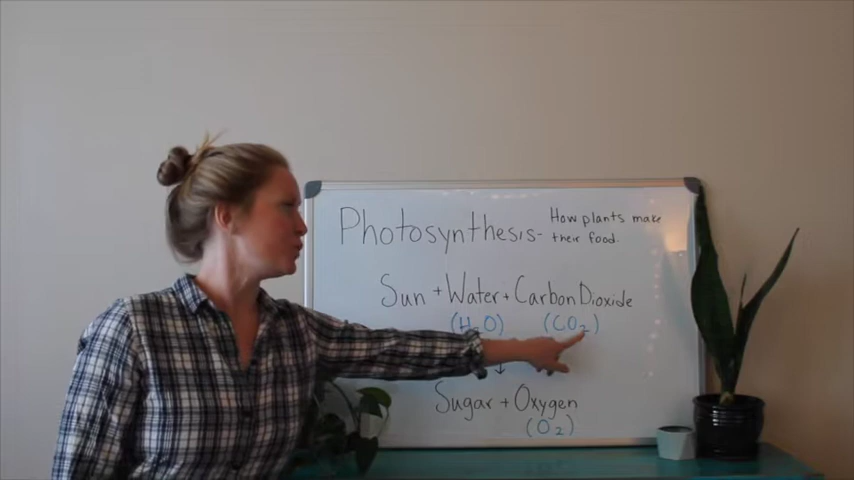 Photosynthesis- How plants make
their food.
Sun + Water + Carbon Dioxide
(H₂O) (CO₂)
↓
Sugar + Oxygen
(O₂)